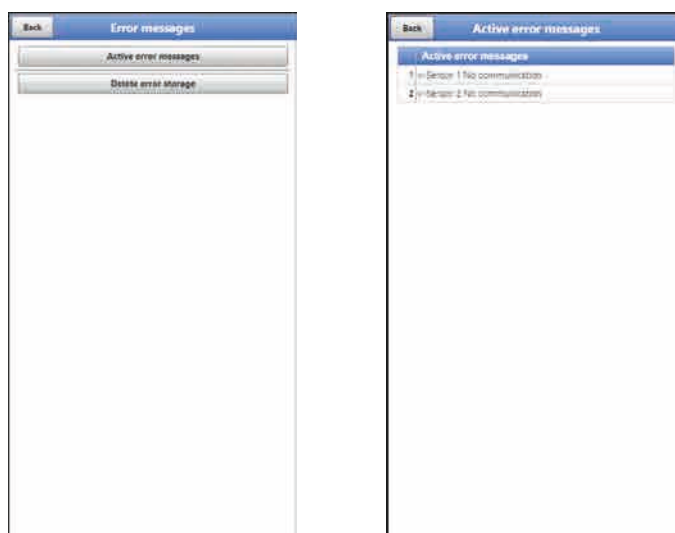 Back Error messages
Active error messages
Delete error storage
Back Active error messages
Active error messages
1 Sensor 1 No communication
2 Sensor 2 No communication